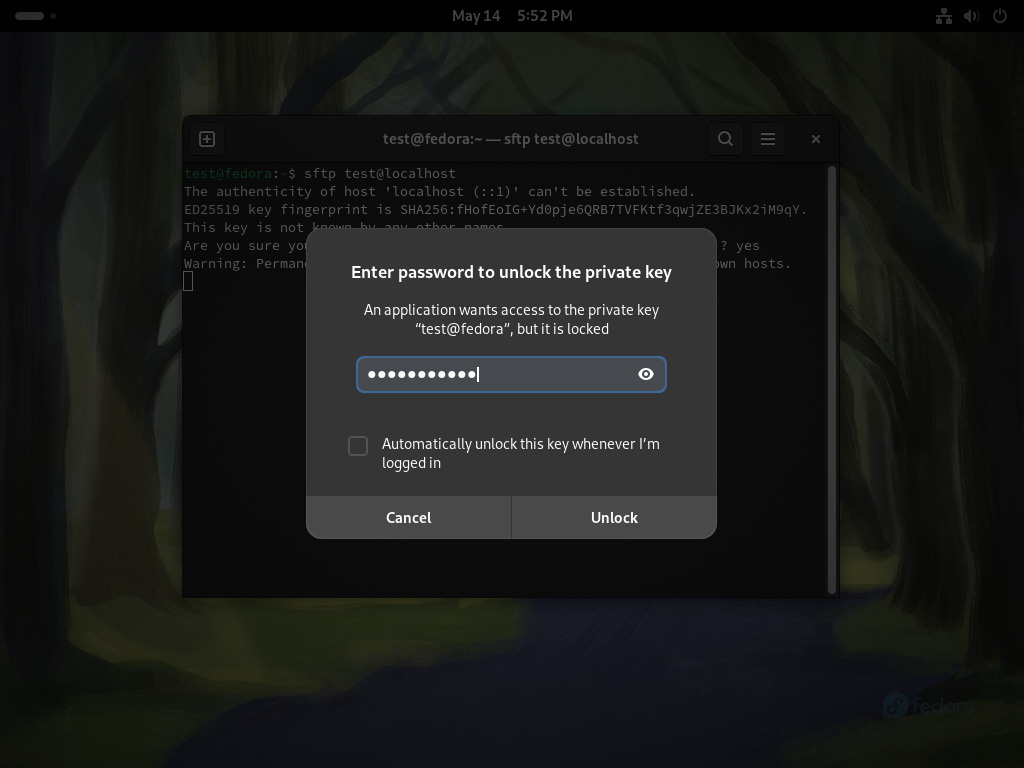 May 14 5:52 PM
test@fedora:~ — sftp test@localhost
test@fedora:~$ sftp test@localhost
The authenticity of host 'localhost (::1)' can't be established.
ED25519 key fingerprint is SHA256:fHofEoIG+Yd0pje6QRB7TVFKtf3qwjZE3BJKx2iM9qY.
This key is not known by any other names.
Are sure you ? yes
Warning: Permane own hosts.
Enter password to unlock the private key
An application wants access to the private key
“test@fedora”, but it is locked
●●●●●●●●●●●
Automatically unlock this key whenever I’m
logged in
Cancel Unlock
fedora